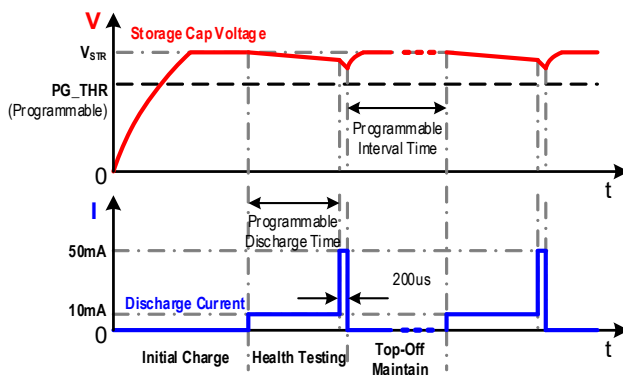 V
Storage Cap Voltage
VSTR
PG_THR
(Programmable)
Programmable
Interval Time
0
t
I
Programmable
Discharge Time
50mA
200us
10mA
Discharge Current
0
t
Initial Charge
Health Testing
Top-Off
Maintain